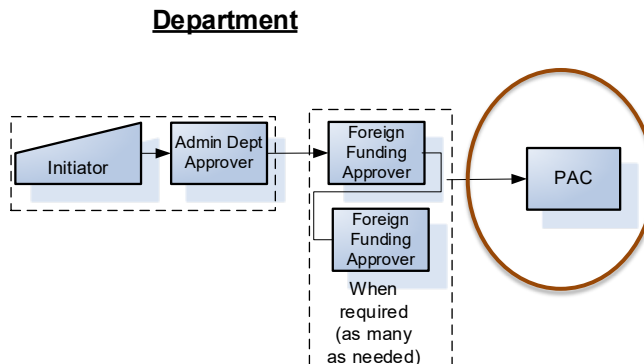 Department
Initiator
Admin Dept
Approver
Foreign
Funding
Approver
Foreign
Funding
Approver
When
required
(as many
as needed)
PAC